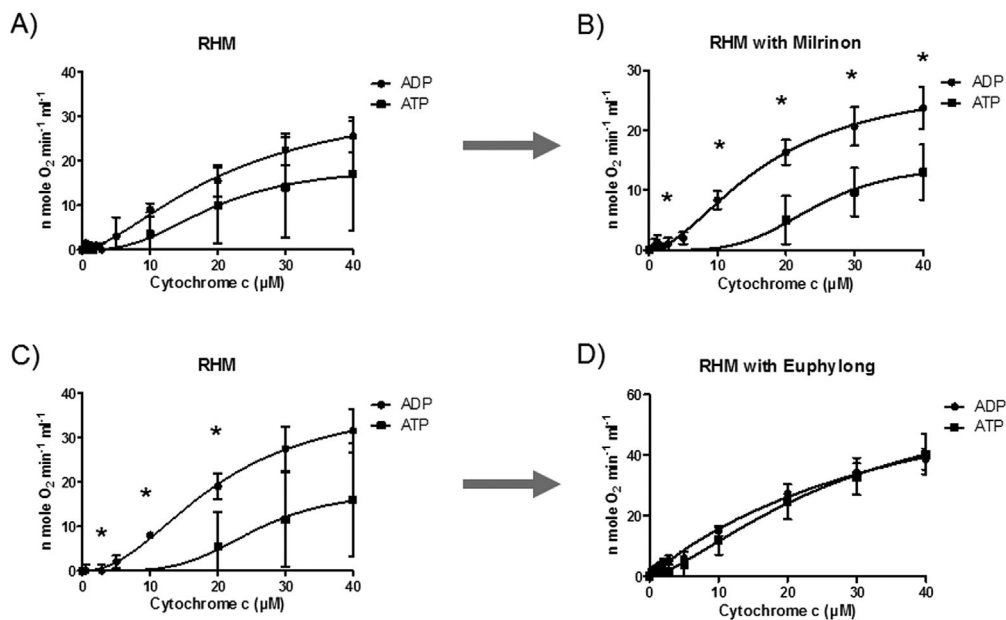 A)
RHM
n mole O2 min-1 ml-1
40
30
20
10
0
0 10 20 30 40
Cytochrome c (µM)
ADP
ATP
B)
RHM with Milrinon
n mole O2 min-1 ml-1
30
20
10
0
0 10 20 30 40
Cytochrome c (µM)
* * * * *
ADP
ATP
C)
RHM
n mole O2 min-1 ml-1
40
30
20
10
0
0 10 20 30 40
Cytochrome c (µM)
* * *
ADP
ATP
D)
RHM with Euphylong
n mole O2 min-1 ml-1
60
40
20
0
0 10 20 30 40
Cytochrome c (µM)
ADP
ATP